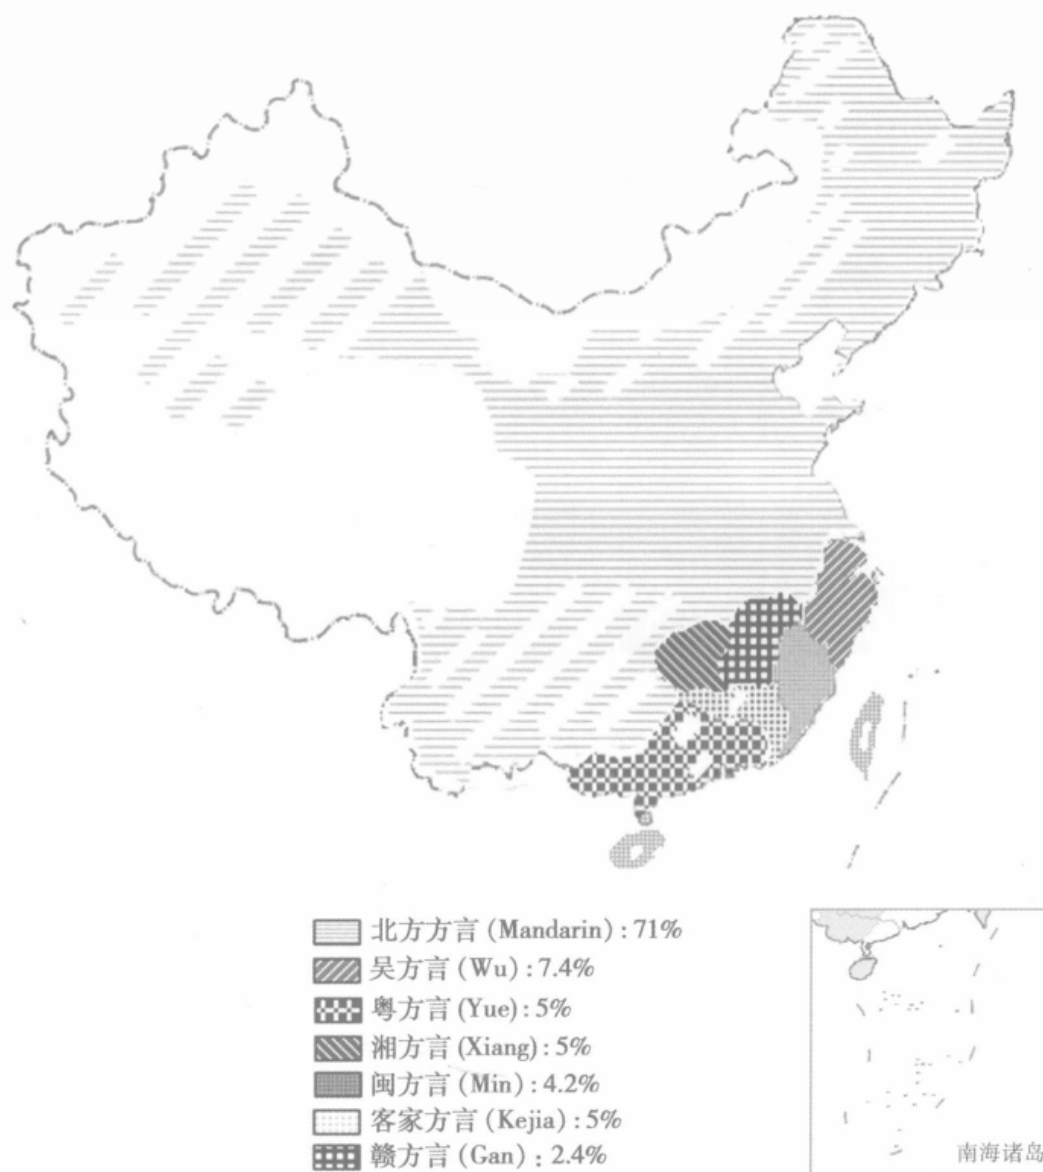 北方方言 (Mandarin) : 71%
吴方言 (Wu) : 7.4%
粤方言 (Yue): 5%
湘方言 (Xiang) : 5%
闽方言 (Min) : 4.2%
客家方言 (Kejia) : 5%
赣方言 (Gan) : 2.4%
南海诸岛